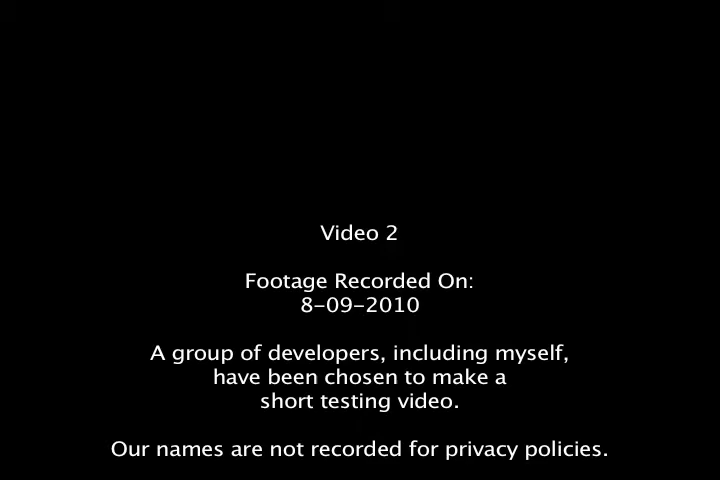 Video 2
Footage Recorded On:
8-09-2010
A group of developers, including myself,
have been chosen to make a
short testing video.
Our names are not recorded for privacy policies.